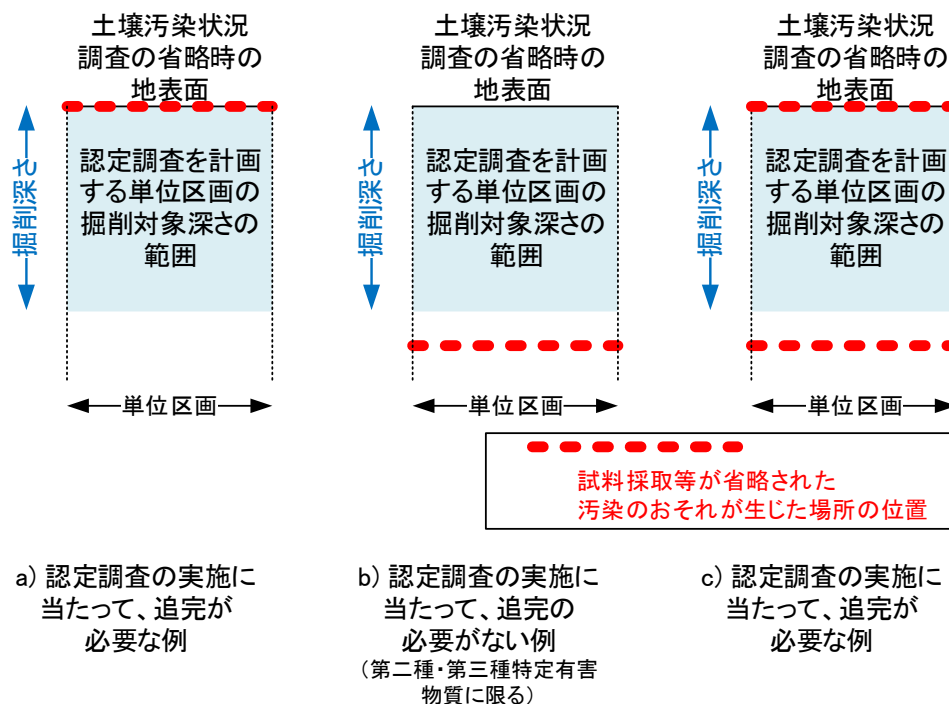 土壌汚染状況
調査の省略時の
地表面
掘削深さ
認定調査を計画
する単位区画の
掘削対象深さの
範囲
単位区画
土壌汚染状況
調査の省略時の
地表面
掘削深さ
認定調査を計画
する単位区画の
掘削対象深さの
範囲
単位区画
土壌汚染状況
調査の省略時の
地表面
掘削深さ
認定調査を計画
する単位区画の
掘削対象深さの
範囲
単位区画
試料採取等が省略された
汚染のおそれが生じた場所の位置
a) 認定調査の実施に
当たって、追完が
必要な例
b) 認定調査の実施に
当たって、追完の
必要がない例
(第二種・第三種特定有害
物質に限る)
c) 認定調査の実施に
当たって、追完が
必要な例